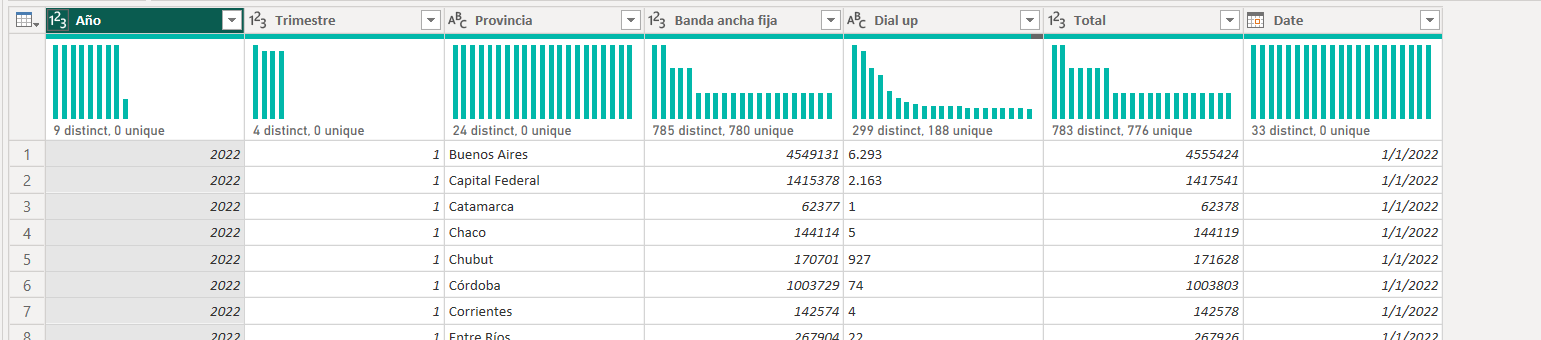 1²3 Año 1²3 Trimestre ABC Provincia 1²3 Banda ancha fija ABC Dial up 1²3 Total Date
9 distinct, 0 unique 4 distinct, 0 unique 24 distinct, 0 unique 785 distinct, 780 unique 299 distinct, 188 unique 783 distinct, 776 unique 33 distinct, 0 unique
1 2022 1 Buenos Aires 4549131 6.293 4555424 1/1/2022
2 2022 1 Capital Federal 1415378 2.163 1417541 1/1/2022
3 2022 1 Catamarca 62377 1 62378 1/1/2022
4 2022 1 Chaco 144114 5 144119 1/1/2022
5 2022 1 Chubut 170701 927 171628 1/1/2022
6 2022 1 Córdoba 1003729 74 1003803 1/1/2022
7 2022 1 Corrientes 142574 4 142578 1/1/2022
8 2022 1 Entre Ríos 267904 22 267926 1/1/2022